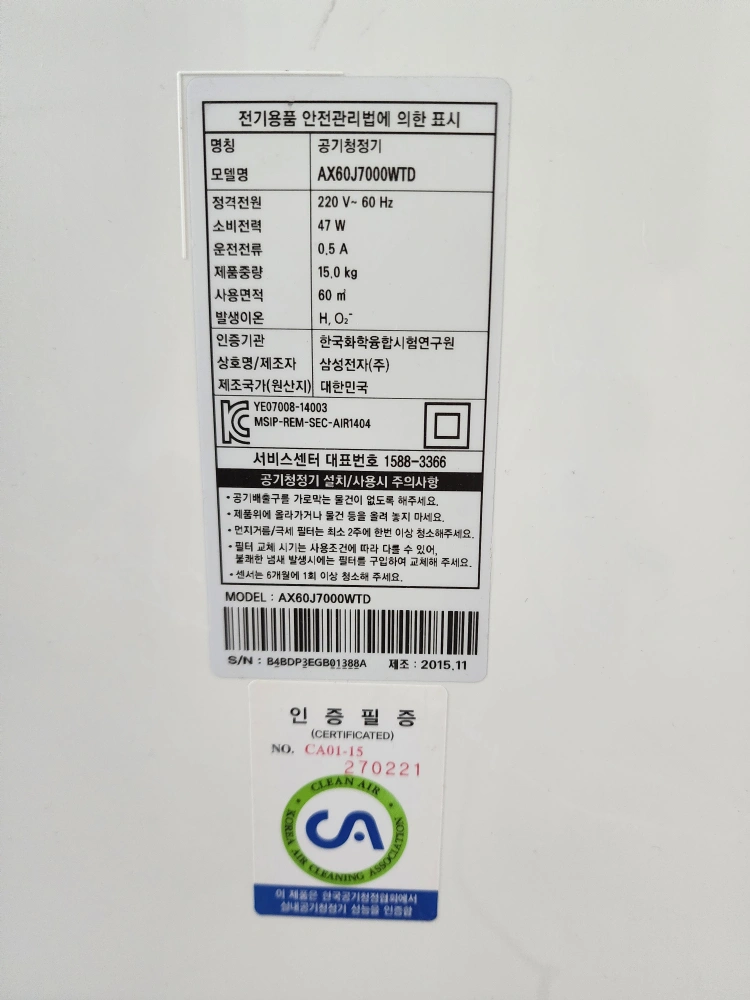 전기용품 안전관리법에 의한 표시
명칭 공기청정기
모델명 AX60J7000WTD
정격전원 220 V~ 60 Hz
소비전력 47 W
운전전류 0.5 A
제품중량 15.0 kg
사용면적 60 ㎡
발생이온 H, O₂⁻
인증기관 한국화학융합시험연구원
상호명/제조자 삼성전자(주)
제조국가(원산지) 대한민국
YE07008-14003
MSIP-REM-SEC-AIR1404
서비스센터 대표번호 1588-3366
공기청정기 설치/사용시 주의사항
• 공기배출구를 가로막는 물건이 없도록 해주세요.
• 제품위에 올라가거나 물건 등을 올려 놓지 마세요.
• 먼지거름/극세 필터는 최소 2주에 한번 이상 청소해주세요.
• 필터 교체 시기는 사용조건에 따라 다를 수 있어,
불쾌한 냄새 발생시에는 필터를 구입하여 교체해 주세요.
• 센서는 6개월에 1회 이상 청소해 주세요.
MODEL : AX60J7000WTD
S/N : B4BDP3EGB01388A 제조 : 2015.11
인증필증
(CERTIFICATED)
NO. CA01-15
270221
CLEAN AIR
CA
KOREA AIR CLEANING ASSOCIATION
이 제품은 한국공기청정협회에서
실내공기청정기 성능을 인증함